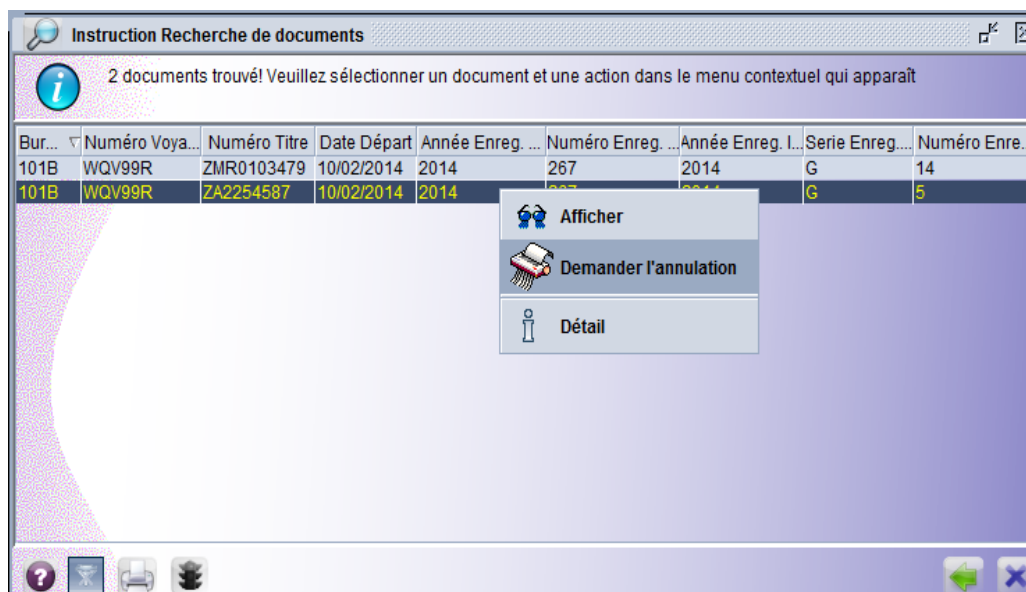 Instruction Recherche de documents
2 documents trouvé! Veuillez sélectionner un document et une action dans le menu contextuel qui apparaît
Bur... Numéro Voya... Numéro Titre Date Départ Année Enreg. ... Numéro Enreg. ... Année Enreg. I... Serie Enreg.... Numéro Enre...
101B WQV99R ZMR0103479 10/02/2014 2014 267 2014 G 14
101B WQV99R ZA2254587 10/02/2014 2014 G 5
Afficher
Demander l'annulation
Détail